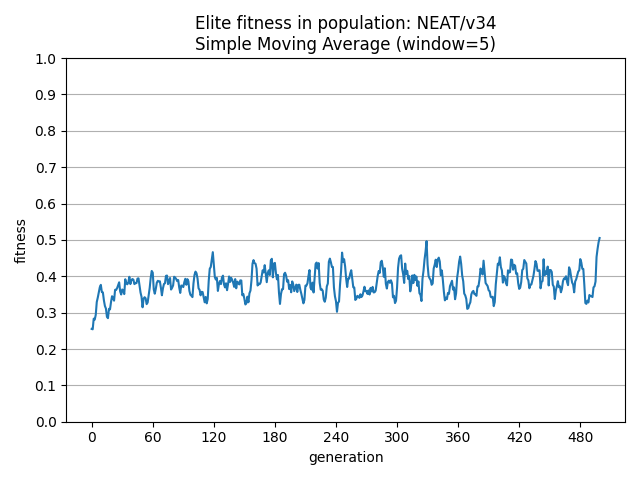 Elite fitness in population: NEAT/v34
Simple Moving Average (window=5)
1.0
0.9
0.8
0.7
0.6
0.5
0.4
0.3
0.2
0.1
0.0
fitness
0 60 120 180 240 300 360 420 480
generation